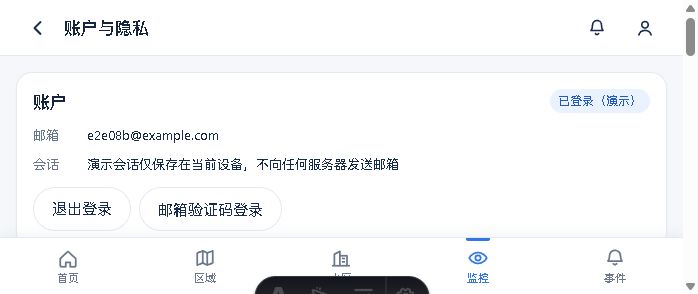 账户与隐私
账户
已登录（演示）
邮箱 e2e08b@example.com
会话 演示会话仅保存在当前设备，不向任何服务器发送邮箱
退出登录 邮箱验证码登录
首页 区域 监控 事件